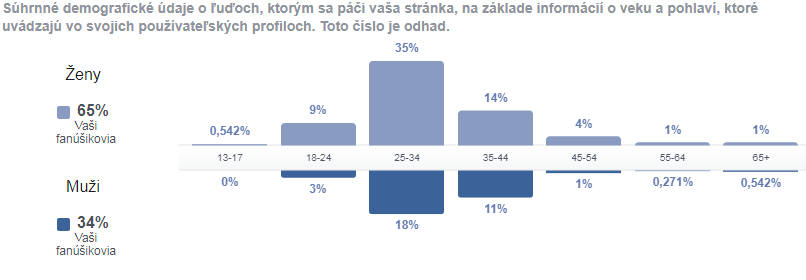 Súhrnné demografické údaje o ľuďoch, ktorým sa páči vaša stránka, na základe informácií o veku a pohlaví, ktoré
uvádzajú vo svojich používateľských profiloch. Toto číslo je odhad.
Ženy
65%
Vaši
fanúšikovia
0,542% 9% 35% 14% 4% 1% 1%
13-17 18-24 25-34 35-44 45-54 55-64 65+
Muži
34%
Vaši
fanúšikovia
0% 3% 18% 11% 1% 0,271% 0,542%